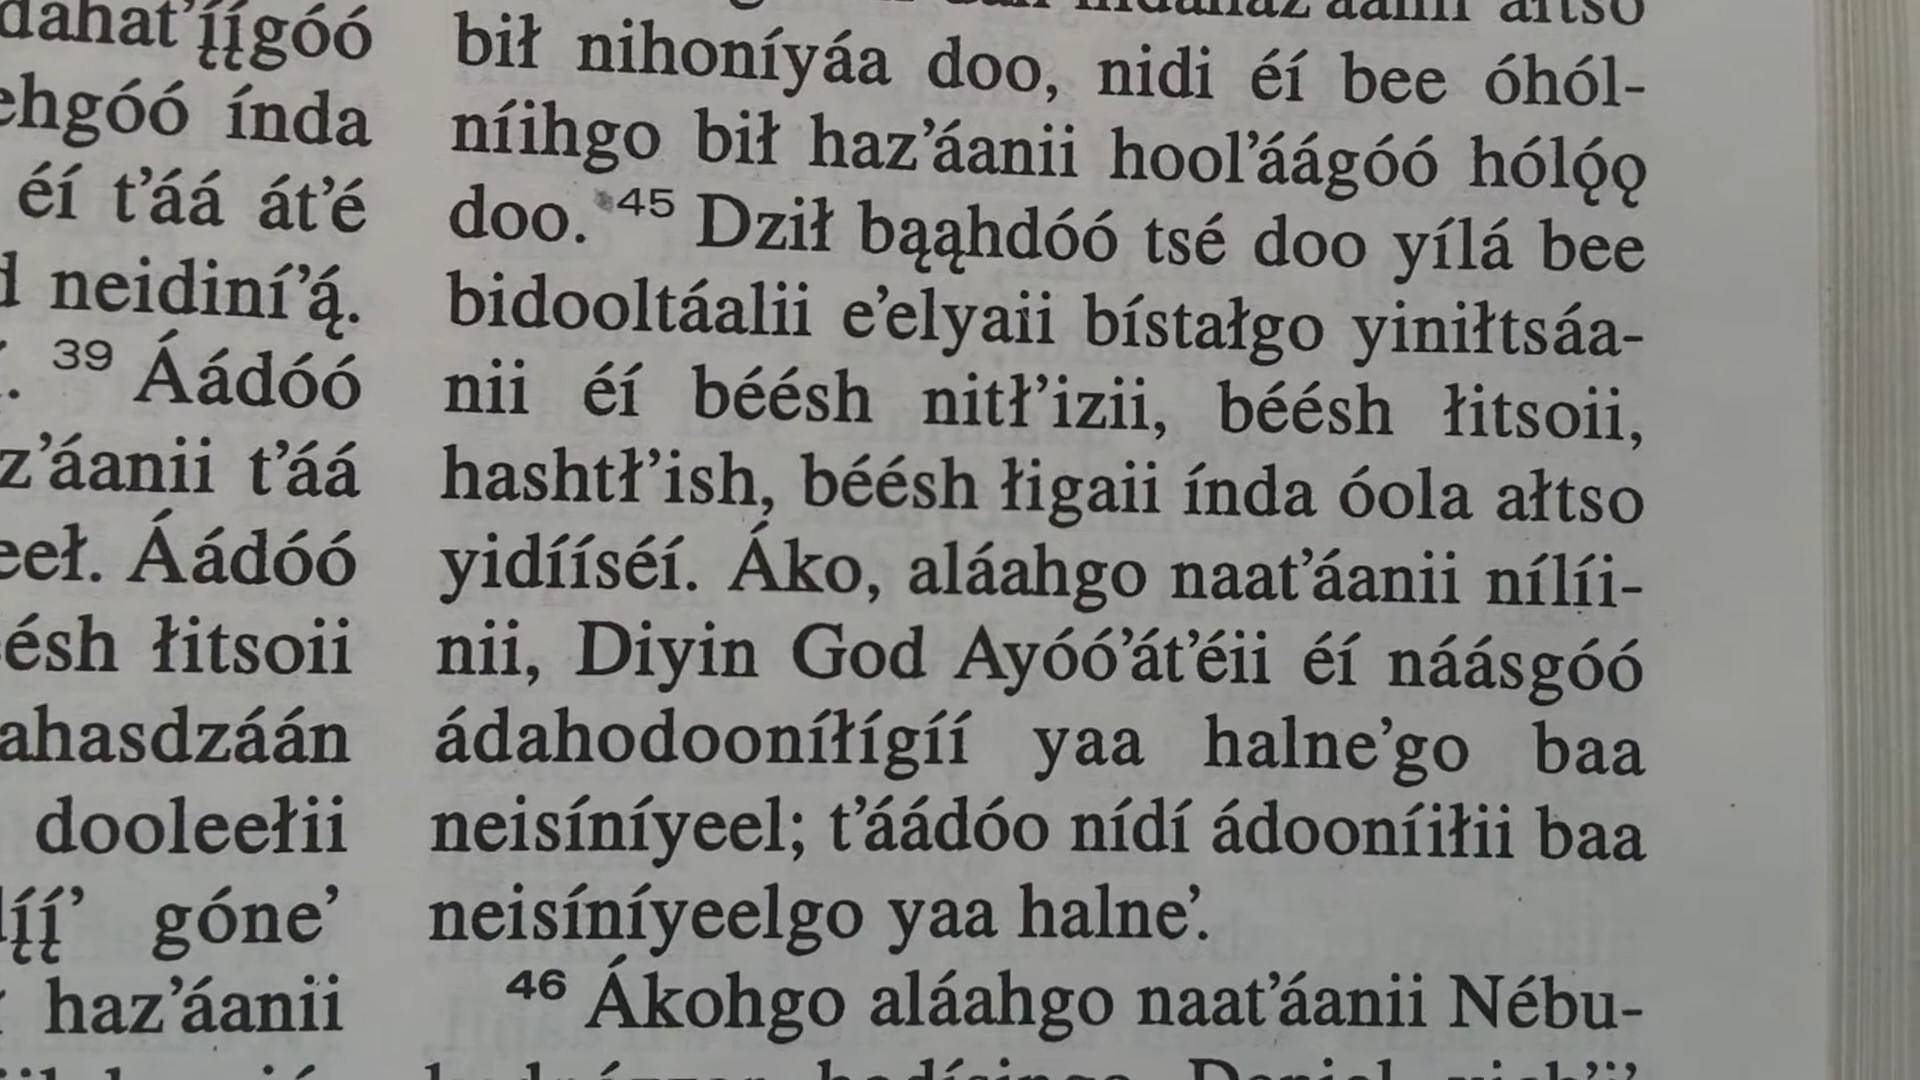 dahat’į́į́góó
ehgóó índa
éí t’áá át’é
neidiní’ą́.
39 Áádóó
z’áanii t’áá
eeł. Áádóó
ésh łitsoii
ahasdzáán
dooleełii
góne’
haz’áanii
bił nihoníyáa doo, nidi éí bee óhól-
níihgo bił haz’áanii hool’áágóó hólǫ́ǫ
doo. 45 Dził bąąhdóó tsé doo yílá bee
bidooltáalii e’elyaii bístałgo yiniłtsáa-
nii éí béésh nitł’izii, béésh łitsoii,
hashtł’ish, béésh łigaii índa óola ałtso
yidííséí. Áko, aláahgo naat’áanii nílíi-
nii, Diyin God Ayóó’át’éii éí náásgóó
ádahodooníłígíí yaa halne’go baa
neisíníyeel; t’áádóo nídí ádooníiłii baa
neisíníyeelgo yaa halne’.
46 Ákohgo aláahgo naat’áanii Nébu-